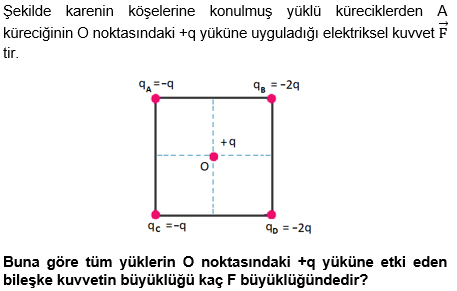 Şekilde karenin köşelerine konulmuş yüklü küreciklerden A
küreciğinin O noktasındaki +q yüküne uyguladığı elektriksel kuvvet F⃗
tir.
q_A =-q
q_B =-2q
+q
O
q_C =-q
q_D = -2q
Buna göre tüm yüklerin O noktasındaki +q yüküne etki eden
bileşke kuvvetin büyüklüğü kaç F büyüklüğündedir?